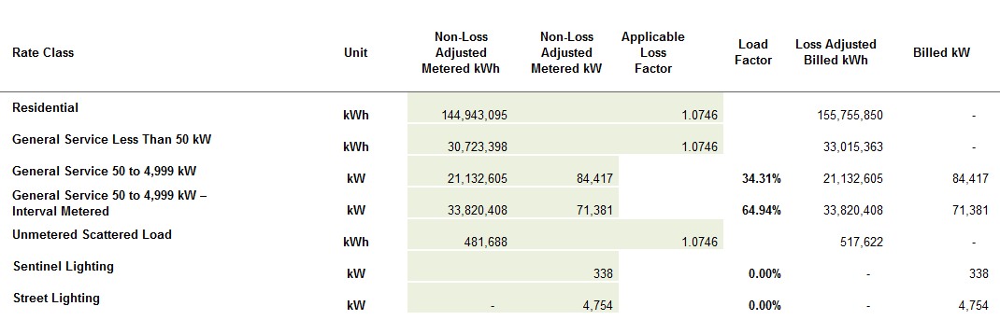 Rate Class Unit Non-Loss Adjusted Metered kWh Non-Loss Adjusted Metered kW Applicable Loss Factor Load Factor Loss Adjusted Billed kWh Billed kW
Residential kWh 144,943,095 1.0746 155,755,850 -
General Service Less Than 50 kW kWh 30,723,398 1.0746 33,015,363 -
General Service 50 to 4,999 kW kW 21,132,605 84,417 34.31% 21,132,605 84,417
General Service 50 to 4,999 kW –
Interval Metered kW 33,820,408 71,381 64.94% 33,820,408 71,381
Unmetered Scattered Load kWh 481,688 1.0746 517,622 -
Sentinel Lighting kW 338 0.00% - 338
Street Lighting kW - 4,754 0.00% - 4,754